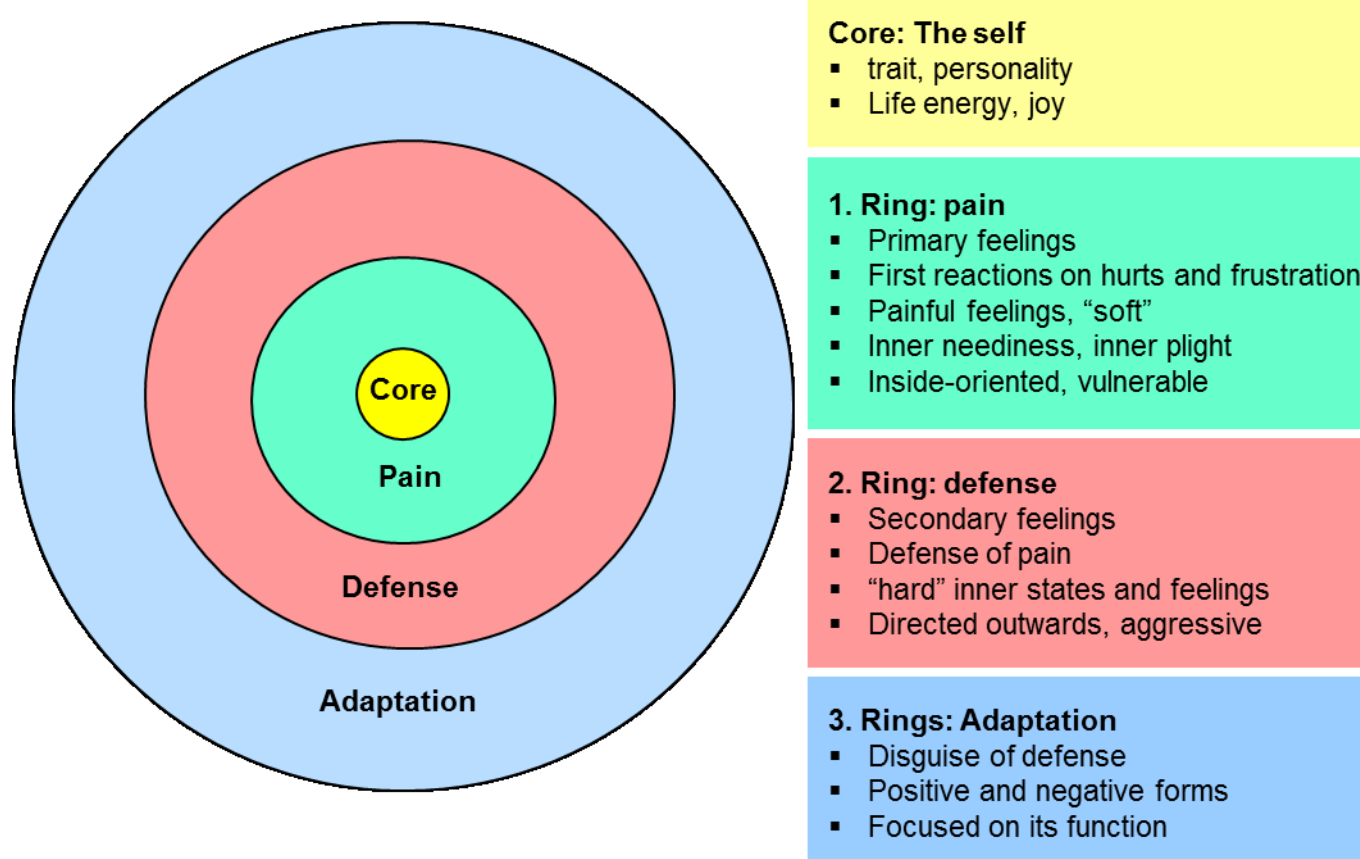 Core
Pain
Defense
Adaptation
Core: The self
▪ trait, personality
▪ Life energy, joy
1. Ring: pain
▪ Primary feelings
▪ First reactions on hurts and frustration
▪ Painful feelings, “soft”
▪ Inner neediness, inner plight
▪ Inside-oriented, vulnerable
2. Ring: defense
▪ Secondary feelings
▪ Defense of pain
▪ “hard” inner states and feelings
▪ Directed outwards, aggressive
3. Rings: Adaptation
▪ Disguise of defense
▪ Positive and negative forms
▪ Focused on its function